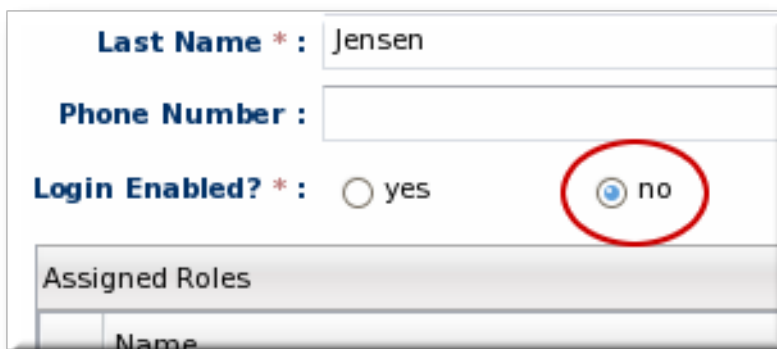 Last Name * : Jensen
Phone Number :
Login Enabled? * : yes no
Assigned Roles
Name